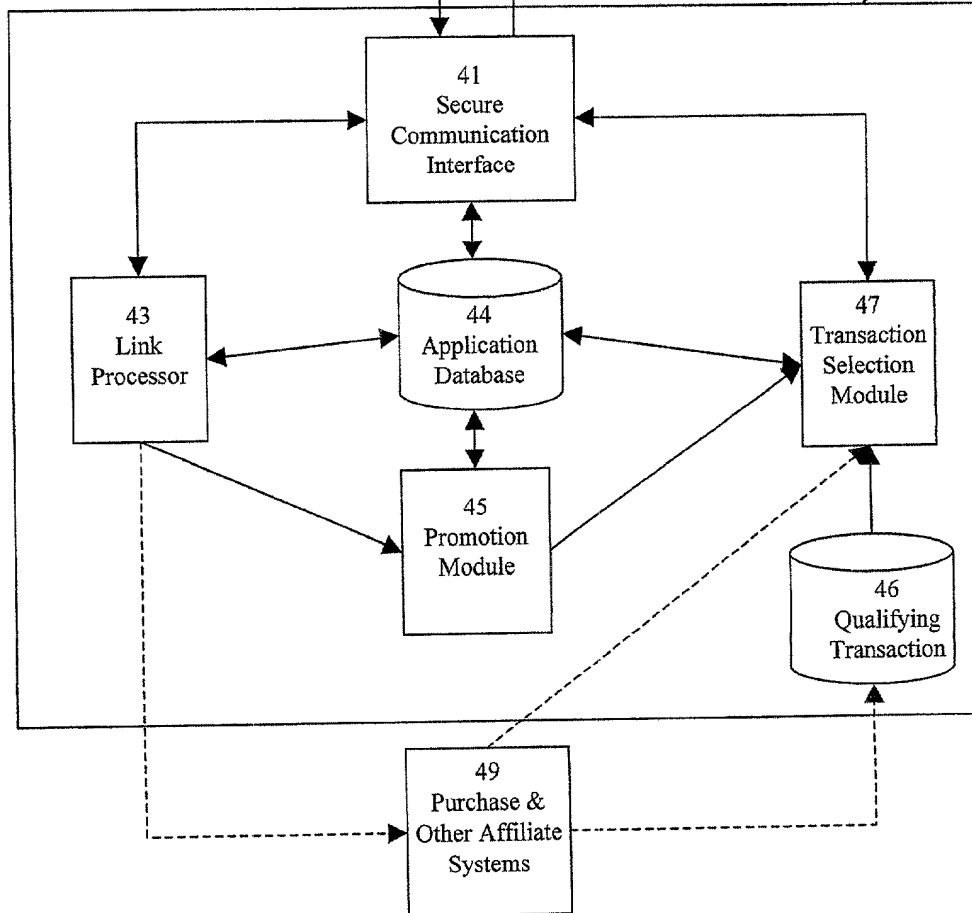 41
Secure
Communication
Interface
43
Link
Processor
44
Application
Database
47
Transaction
Selection
Module
45
Promotion
Module
46
Qualifying
Transaction
49
Purchase &
Other Affiliate
Systems